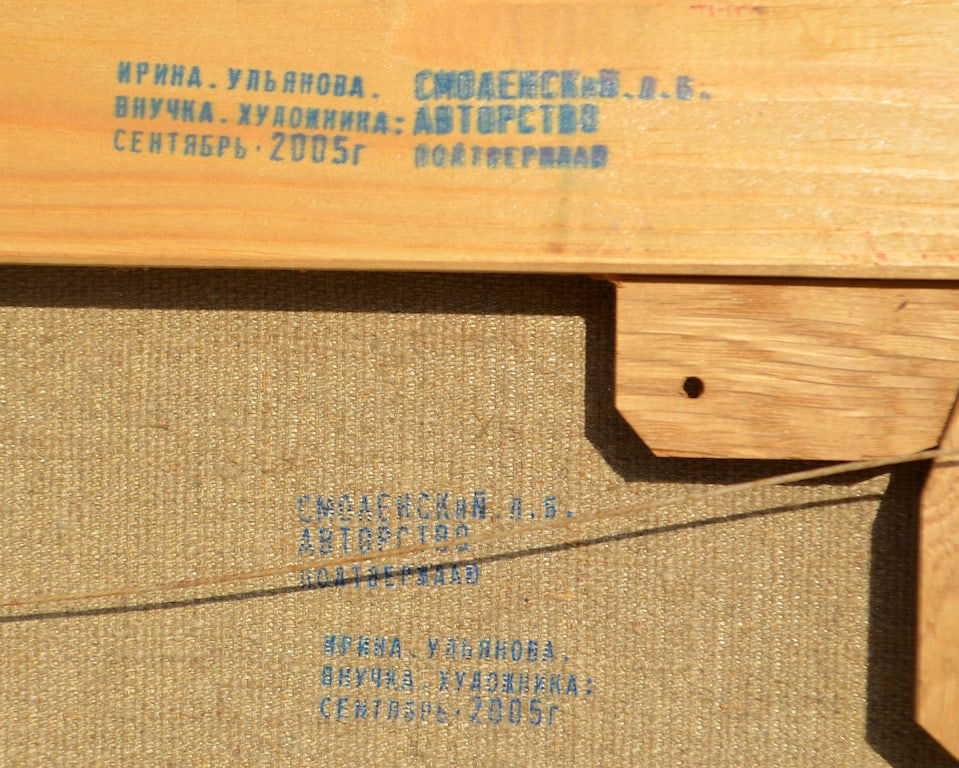 ИРИНА. УЛЬЯНОВА.
ВНУЧКА. ХУДОЖНИКА:
СЕНТЯБРЬ. 2005г
СМОЛЕНСКиЙ. Л. Б.
АВТОРСТВО
ПОДТВЕРЖДАЮ
СМОЛЕНСКиЙ. Л. Б.
АВТОРСТВО
ПОДТВЕРЖДАЮ
ИРИНА. УЛЬЯНОВА.
ВНУЧКА. ХУДОЖНИКА:
СЕНТЯБРЬ. 2005г